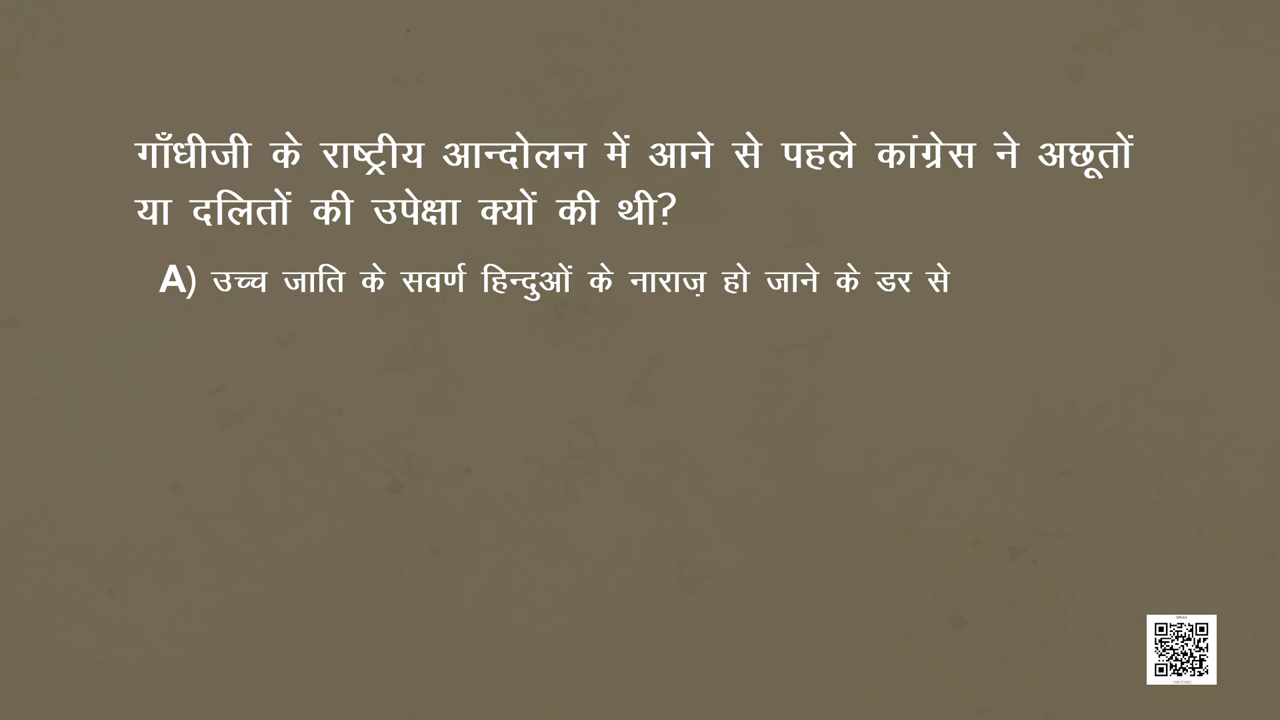 गाँधीजी के राष्ट्रीय आन्दोलन में आने से पहले कांग्रेस ने अछूतों
या दलितों की उपेक्षा क्यों की थी?
A) उच्च जाति के सवर्ण हिन्दुओं के नाराज़ हो जाने के डर से